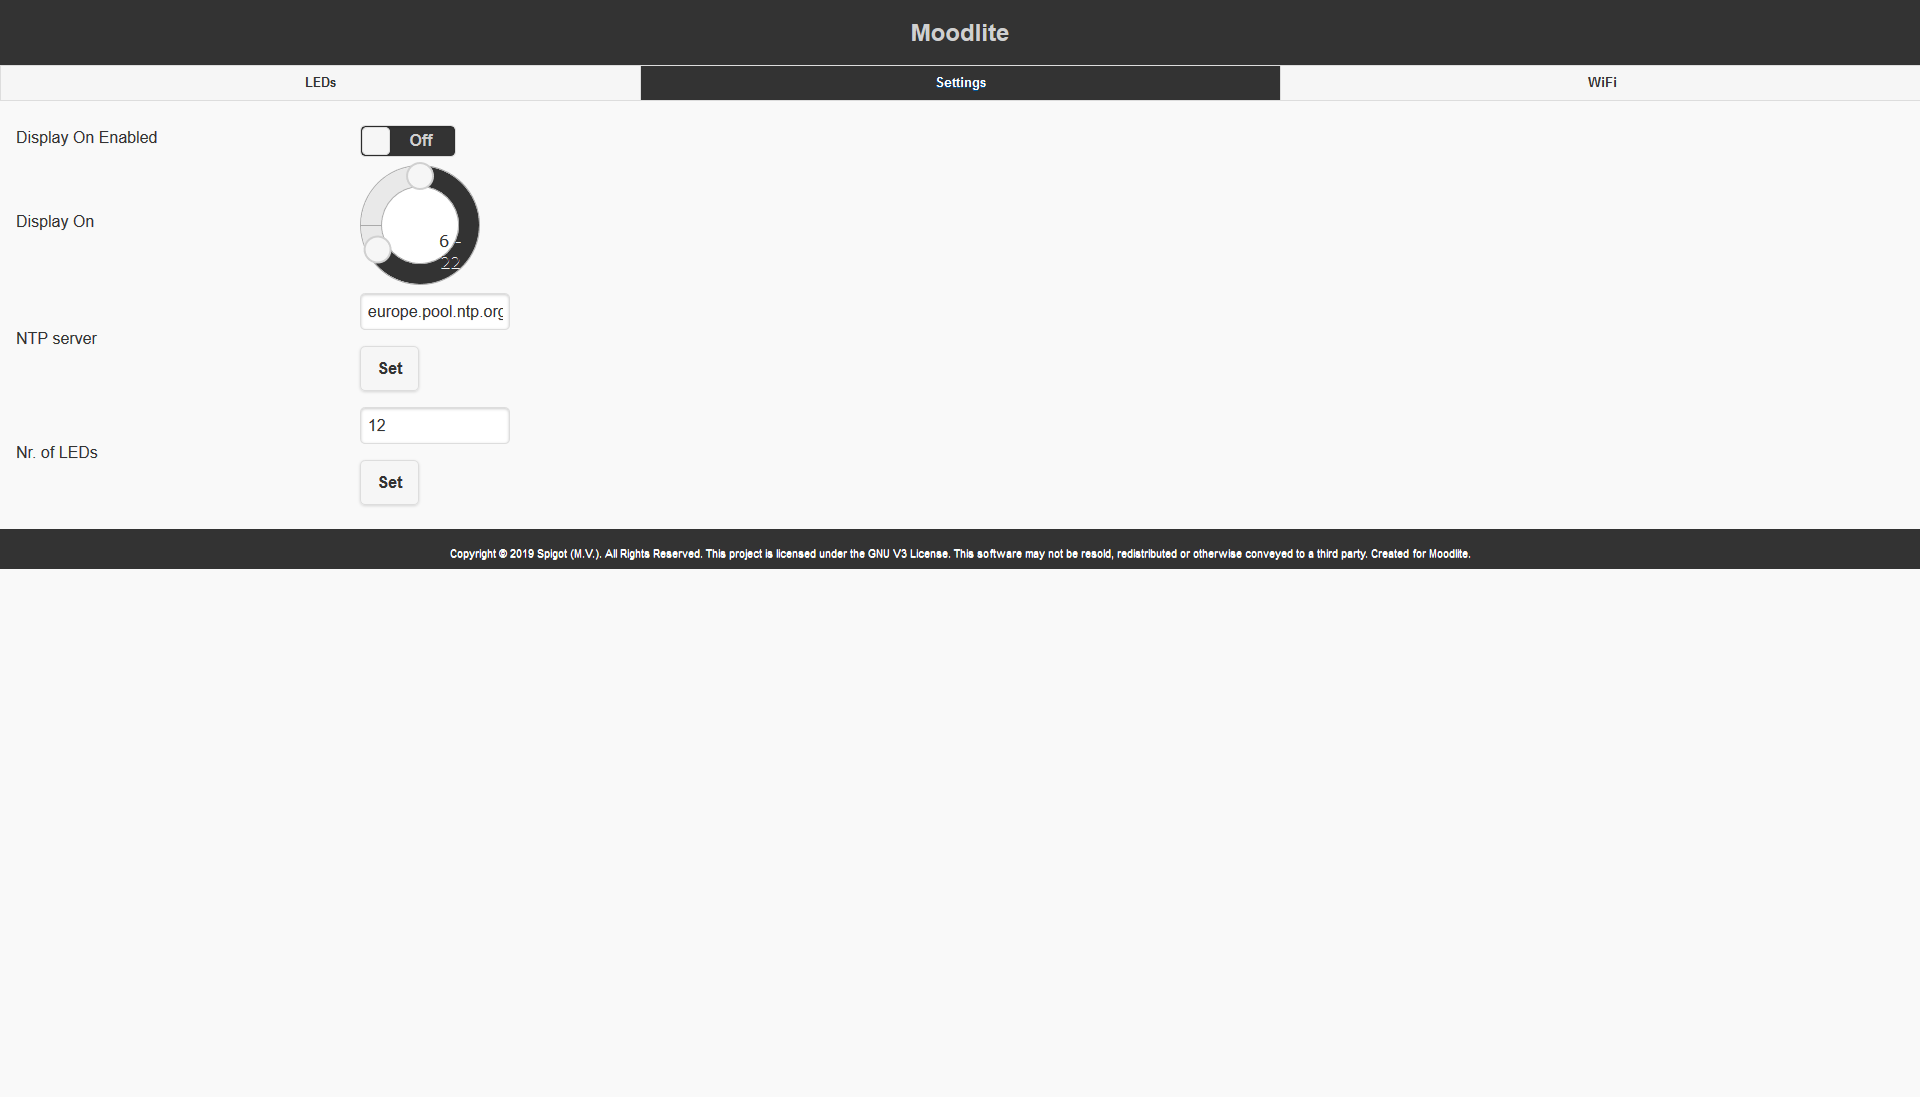 Moodlite
LEDs
Settings
WiFi
Display On Enabled
Off
Display On
6 -
22
NTP server
europe.pool.ntp.org
Set
Nr. of LEDs
12
Set
Copyright © 2019 Spigot (M.V.). All Rights Reserved. This project is licensed under the GNU V3 License. This software may not be resold, redistributed or otherwise conveyed to a third party. Created for Moodlite.